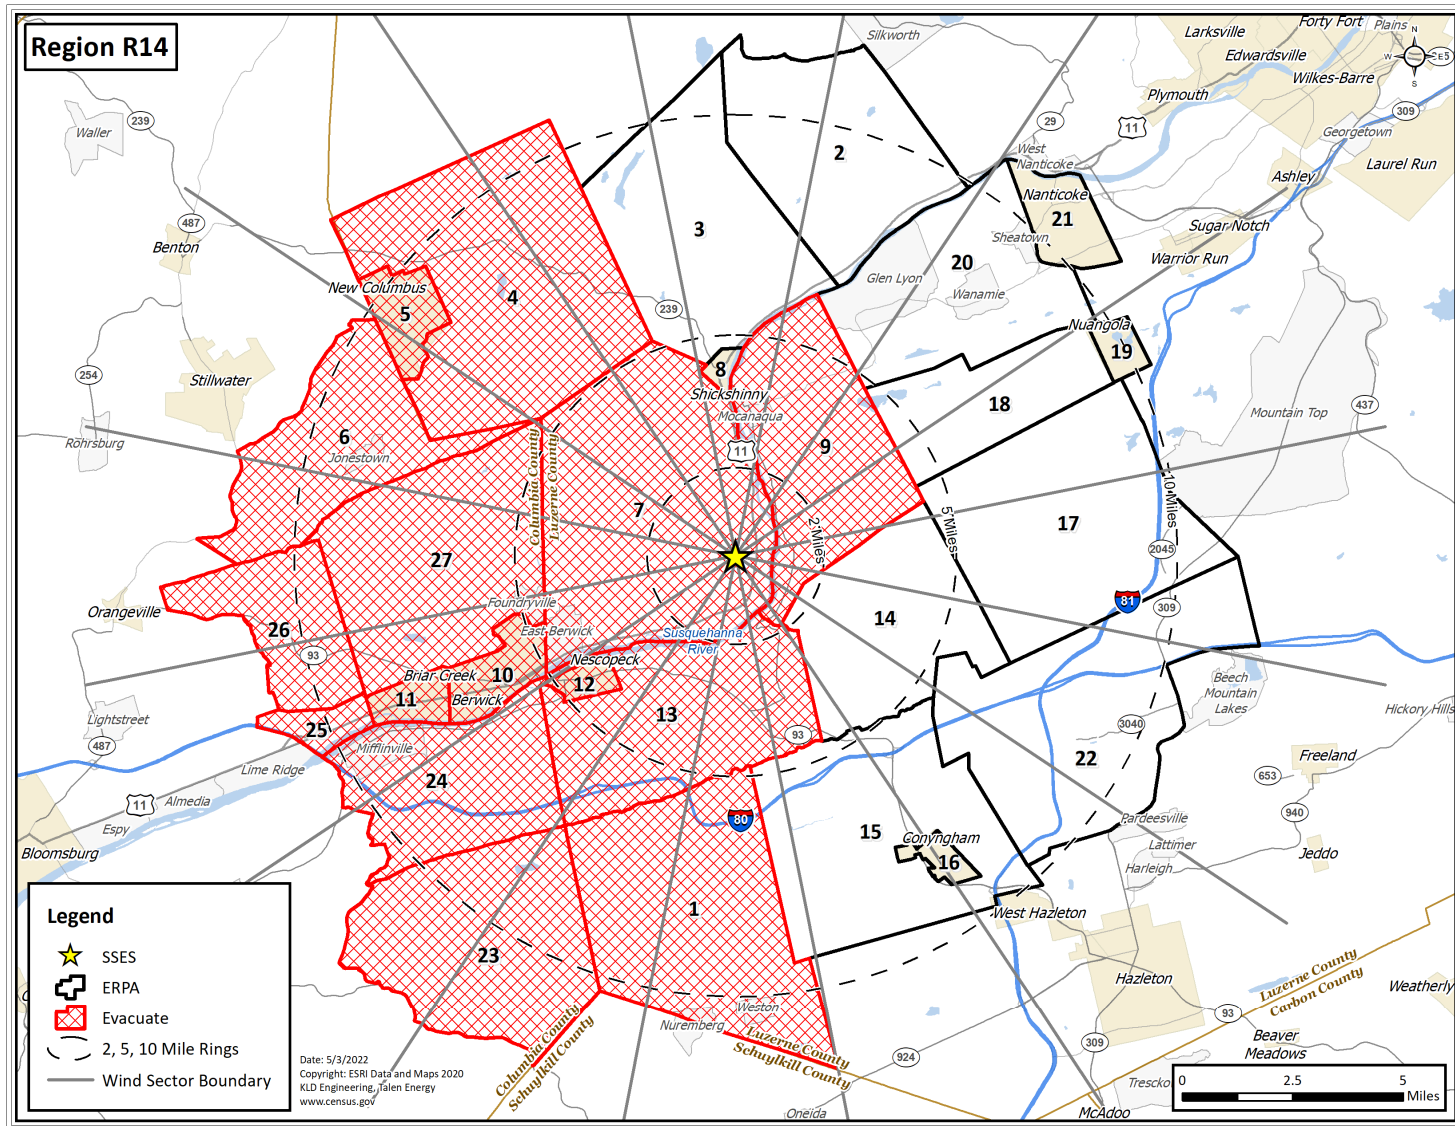 Region R14
Silkworth
Larksville
Forty Fort
Plains
Edwardsville
Wilkes-Barre
N
W
E
S
Plymouth
11
29
309
Georgetown
Laurel Run
Ashley
Waller
239
West
Nanticoke
Nanticoke
21
2
3
Sheatown
Sugar Notch
Warrior Run
487
Benton
20
Glen Lyon
Wanamie
New Columbus
5
4
239
Nuangola
19
254
Stillwater
8
Shickshinny
Mocanaqua
18
437
Mountain Top
Rohrsburg
6
Jonestown
11
9
Columbia County
Luzerne County
7
27
2 Miles
5 Miles
10 Miles
17
2045
81
309
Orangeville
26
93
Foundryville
East Berwick
Susquehanna
River
14
Briar Creek
10
Nescopeck
12
11
Berwick
13
Beech
Mountain
Lakes
Hickory Hills
Lightstreet
487
25
Mifflinville
93
3040
22
Freeland
653
940
Lime Ridge
24
80
Almedia
11
Espy
Bloomsburg
15
Conyngham
16
Pardeesville
Lattimer
Harleigh
Jeddo
1
West Hazleton
23
Hazleton
Luzerne County
Carbon County
Weatherly
Weston
Nuremberg
Luzerne County
Schuylkill County
Columbia County
Schuylkill County
93
Beaver
Meadows
309
924
Oneida
McAdoo
Legend
SSES
ERPA
Evacuate
2, 5, 10 Mile Rings
Wind Sector Boundary
Date: 5/3/2022
Copyright: ESRI Data and Maps 2020
KLD Engineering, Talen Energy
www.census.gov
0 2.5 5
Miles